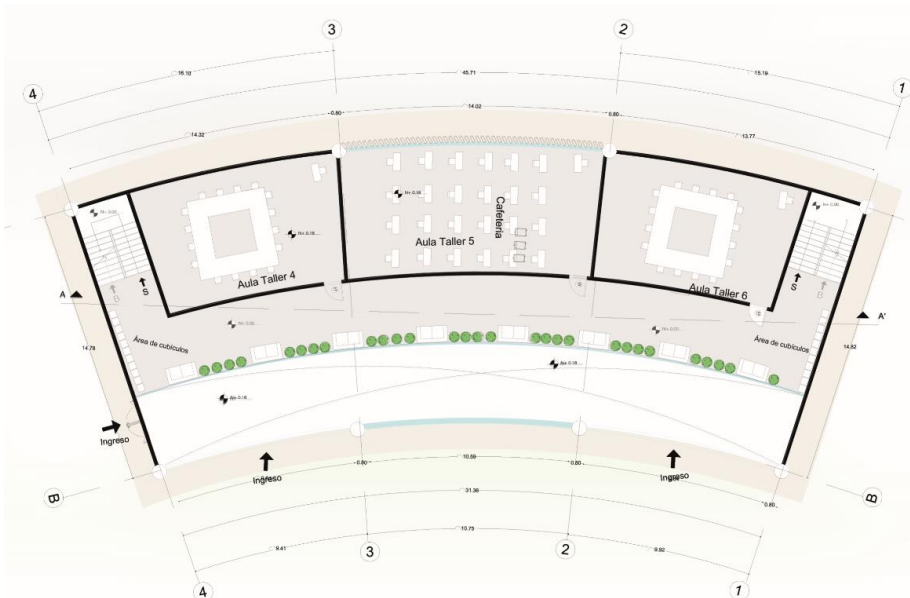 3
2
4
1
16.10
45.71
15.19
0.80
14.02
0.80
14.32
13.77
Aula Taller 4
Aula Taller 5
Cafeteria
Aula Taller 6
S
S
B
S
S
B
A
A'
Área de cubículos
Área de cubículos
14.78
14.82
Ingreso
Ingreso
Ingreso
B
B
0.80
10.59
0.80
0.80
31.36
9.41
3
10.75
2
9.82
4
1